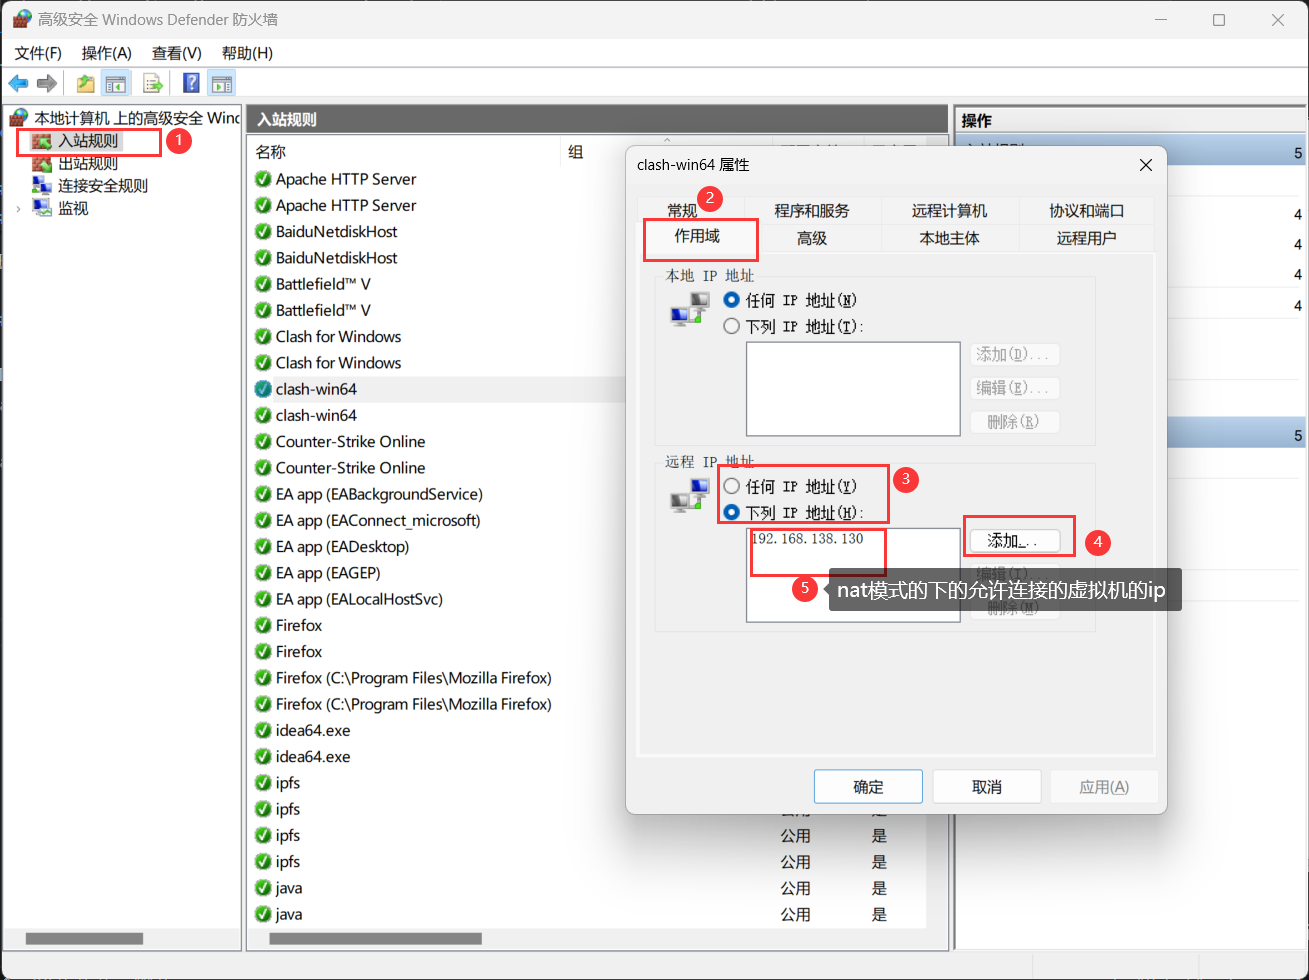 高级安全 Windows Defender 防火墙
文件(F) 操作(A) 查看(V) 帮助(H)
本地计算机 上的高级安全 Wind
入站规则
1
出站规则
连接安全规则
监视
入站规则
名称
组
Apache HTTP Server
Apache HTTP Server
BaiduNetdiskHost
BaiduNetdiskHost
Battlefield™ V
Battlefield™ V
Clash for Windows
Clash for Windows
clash-win64
clash-win64
Counter-Strike Online
Counter-Strike Online
EA app (EABackgroundService)
EA app (EAConnect_microsoft)
EA app (EADesktop)
EA app (EAGEP)
EA app (EALocalHostSvc)
Firefox
Firefox
Firefox (C:\Program Files\Mozilla Firefox)
Firefox (C:\Program Files\Mozilla Firefox)
idea64.exe
idea64.exe
ipfs
ipfs
ipfs 公用 是
ipfs 公用 是
java 公用 是
java 公用 是
操作
clash-win64 属性
2
常规 程序和服务 远程计算机 协议和端口
作用域 高级 本地主体 远程用户
本地 IP 地址
任何 IP 地址(N)
下列 IP 地址(T):
添加(D)...
编辑(E)...
删除(R)
远程 IP 地址
任何 IP 地址(Y)
3
下列 IP 地址(H):
192.168.138.130
添加...
4
编辑(I)...
5
nat模式的下的允许连接的虚拟机的ip
删除(M)
确定 取消 应用(A)